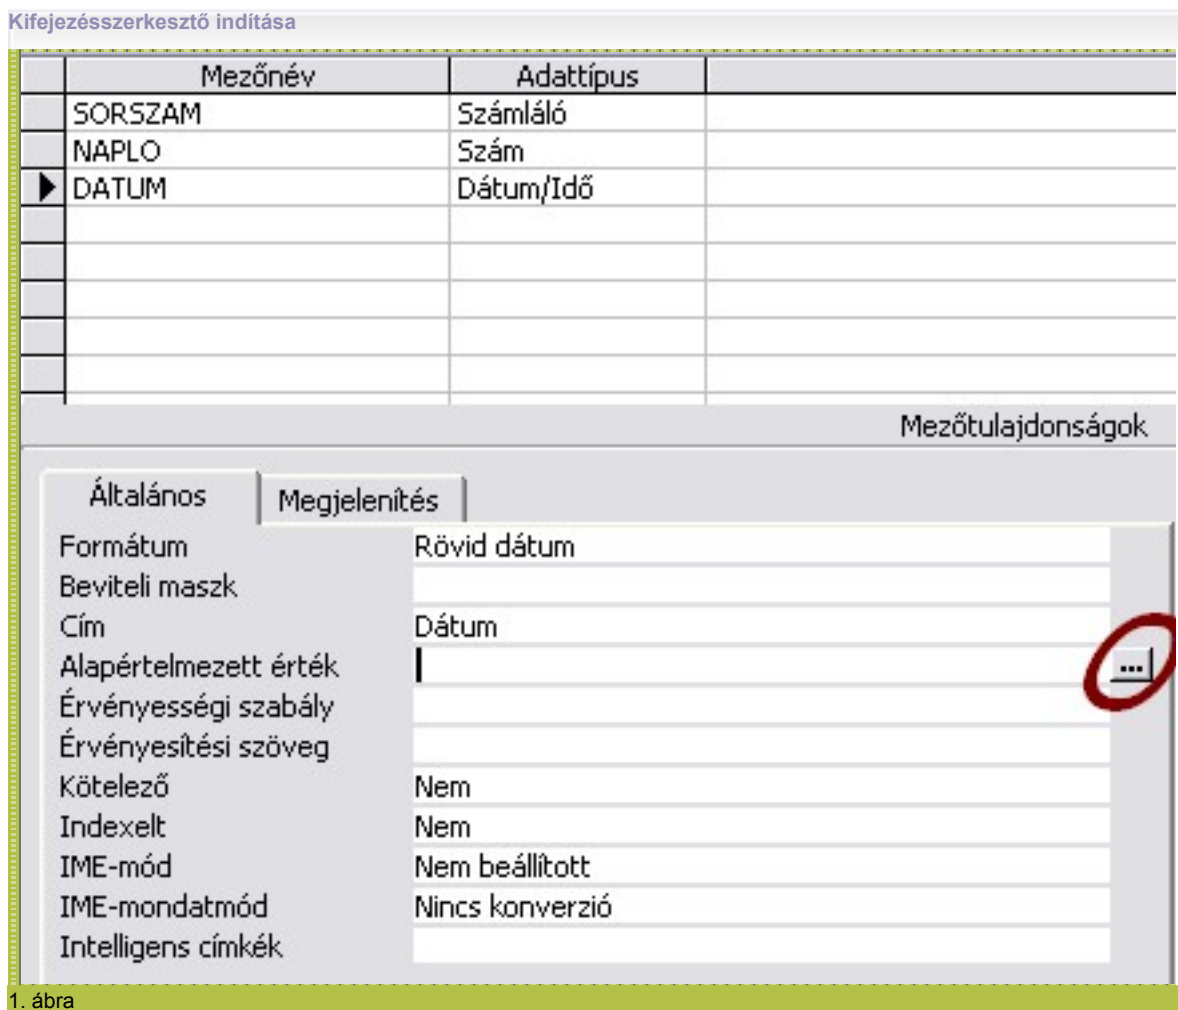 Kifejezésszerkesztő indítása
Mezőnév Adattípus
SORSZAM Számláló
NAPLO Szám
DATUM Dátum/Idő
Mezőtulajdonságok
Általános Megjelenítés
Formátum Rövid dátum
Beviteli maszk
Cím Dátum
Alapértelmezett érték ...
Érvényességi szabály
Érvényesítési szöveg
Kötelező Nem
Indexelt Nem
IME-mód Nem beállított
IME-mondatmód Nincs konverzió
Intelligens címkék
1. ábra